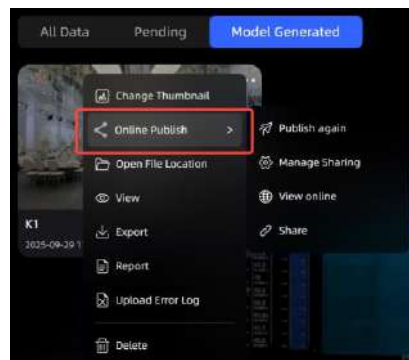 All Data
Pending
Model Generated
Change Thumbnail
Online Publish >
Publish again
Open File Location
Manage Sharing
View
View online
K1
Export
Share
2025-09-29 1
Report
Upload Error Log
Delete